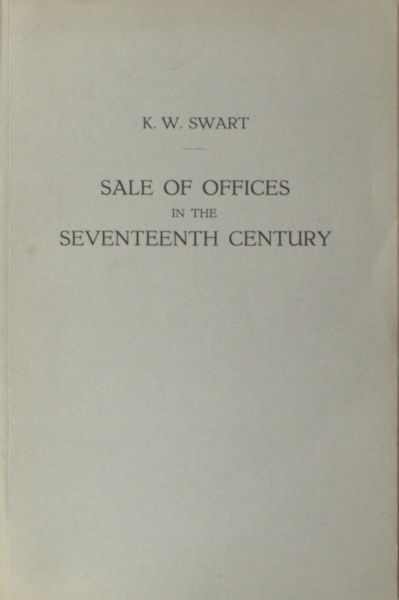 K. W. SWART
SALE OF OFFICES
IN THE
SEVENTEENTH CENTURY